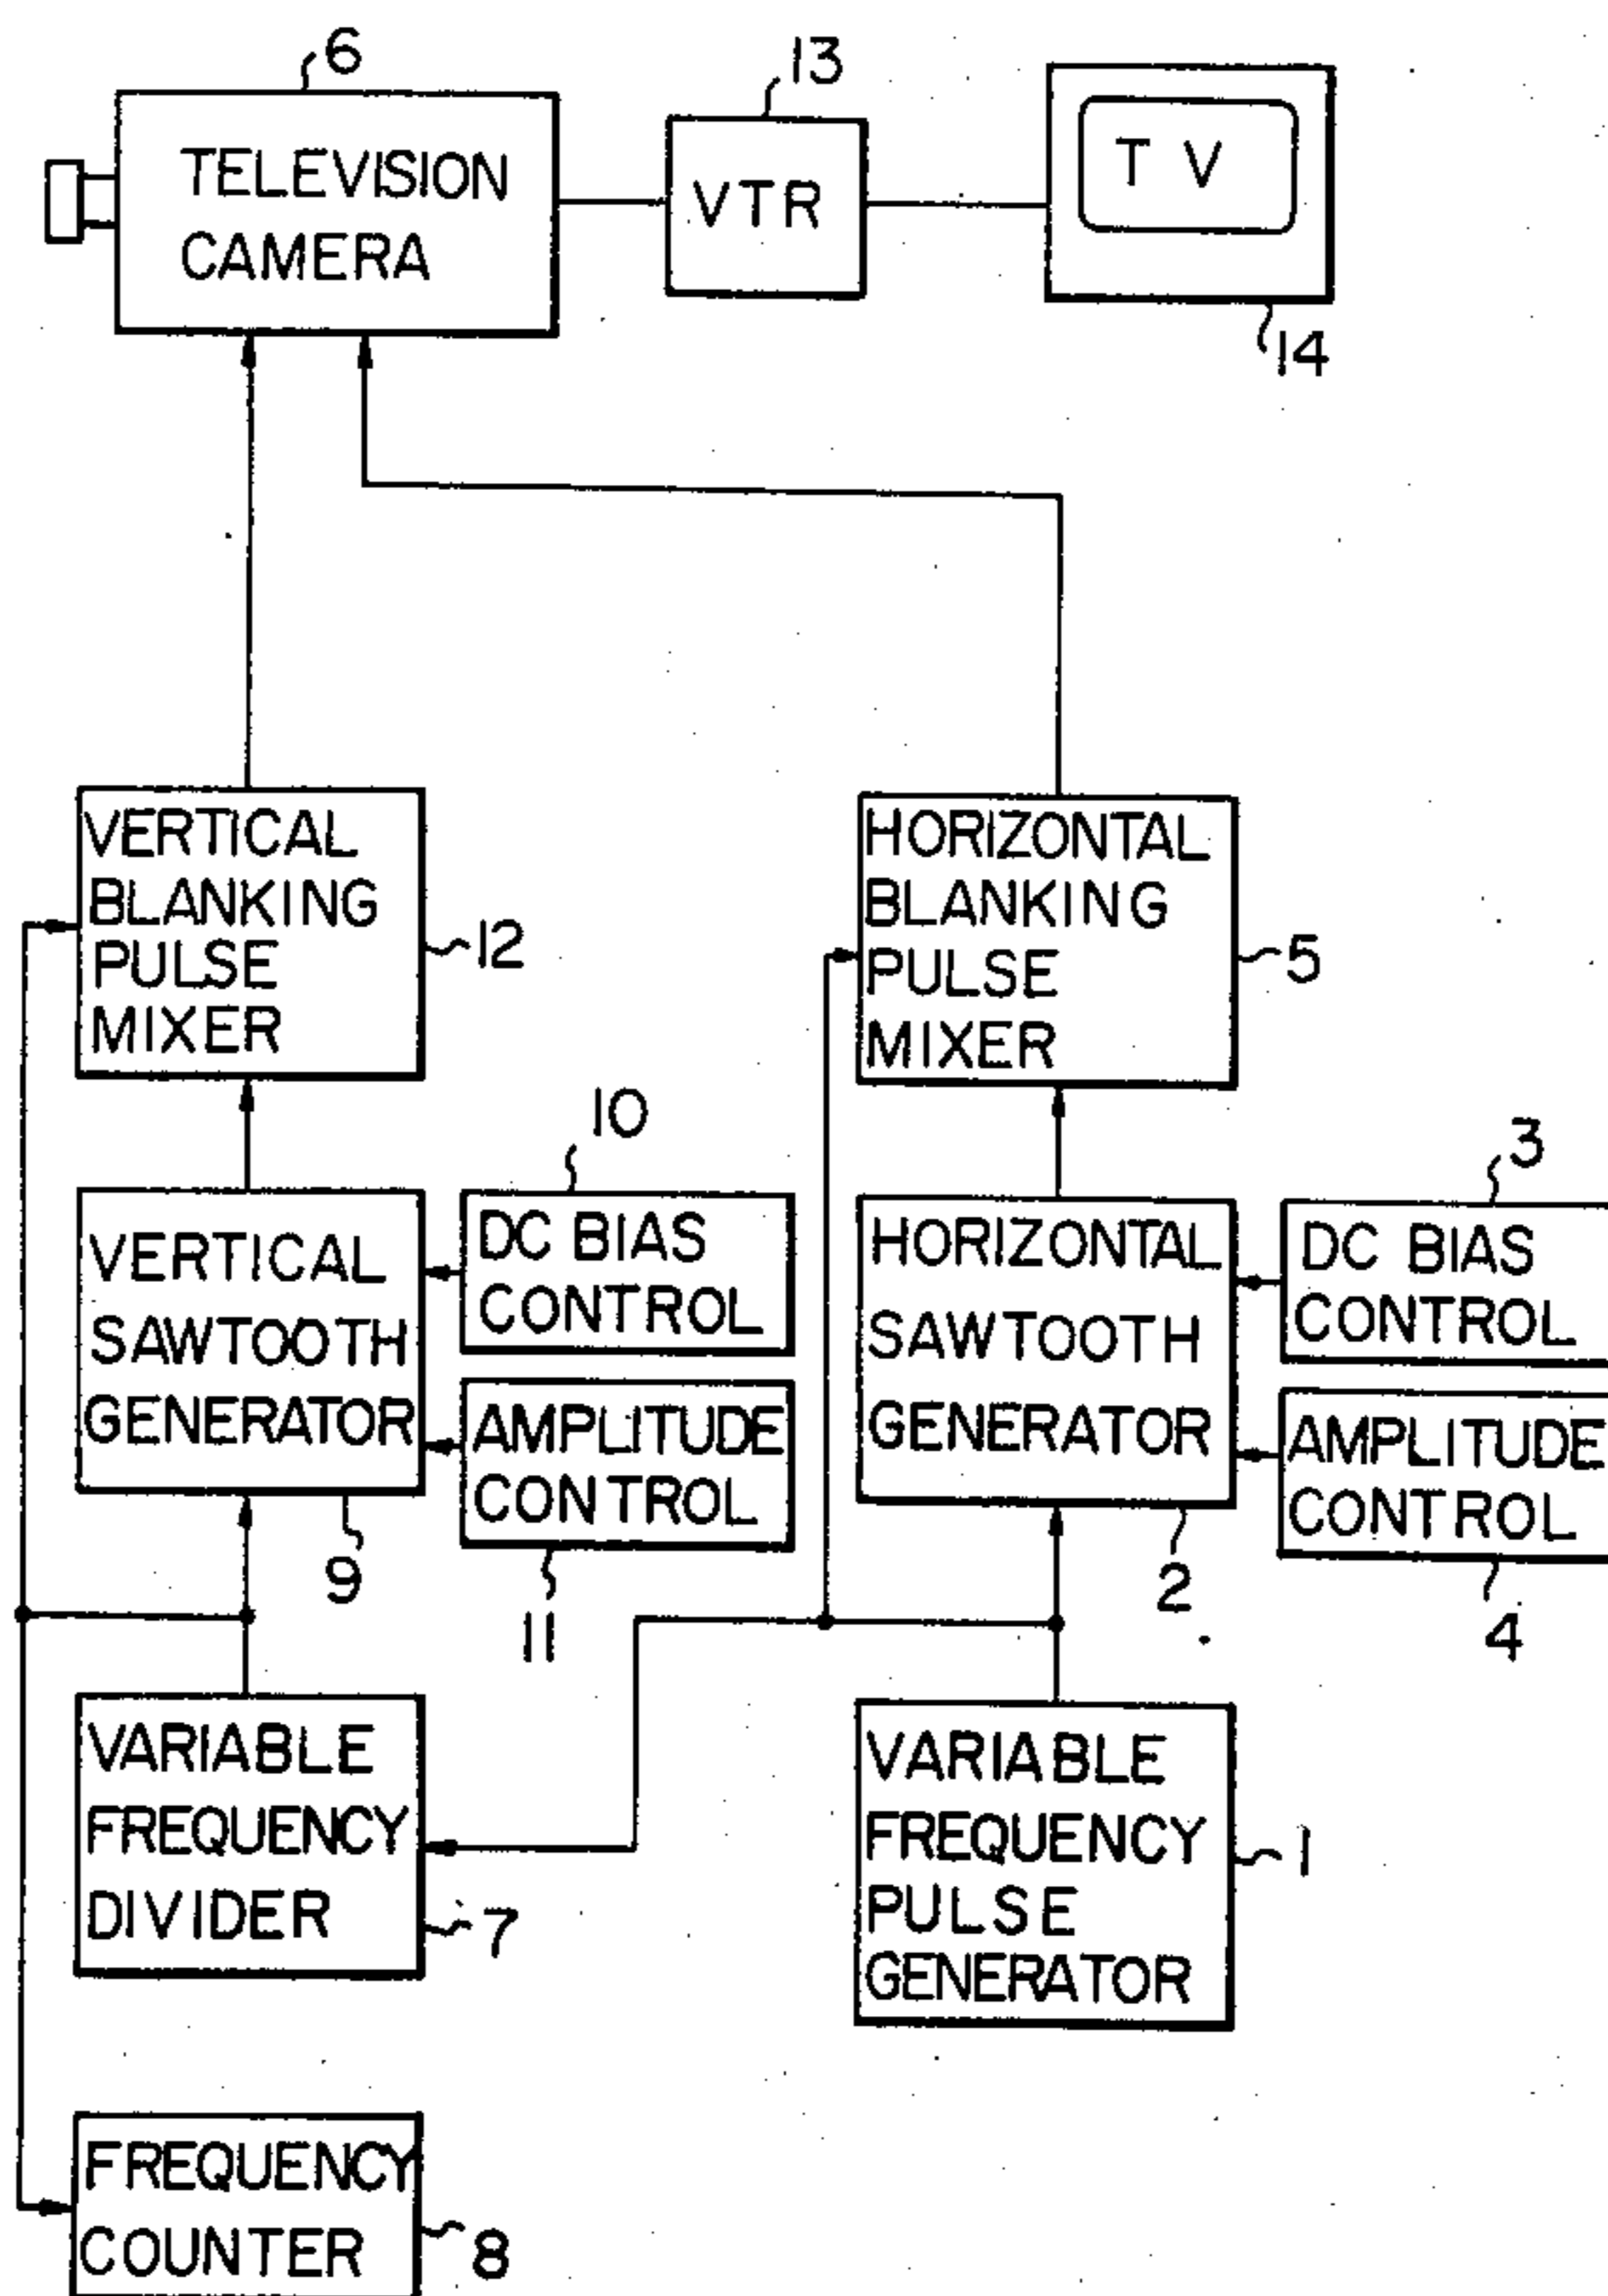 6
TELEVISION
CAMERA
13
VTR
TV
14
VERTICAL
BLANKING
PULSE
MIXER
12
HORIZONTAL
BLANKING
PULSE
MIXER
5
VERTICAL
SAWTOOTH
GENERATOR
9
10
DC BIAS
CONTROL
AMPLITUDE
CONTROL
11
HORIZONTAL
SAWTOOTH
GENERATOR
2
3
DC BIAS
CONTROL
AMPLITUDE
CONTROL
4
VARIABLE
FREQUENCY
DIVIDER
7
VARIABLE
FREQUENCY
PULSE
GENERATOR
1
FREQUENCY
COUNTER
8